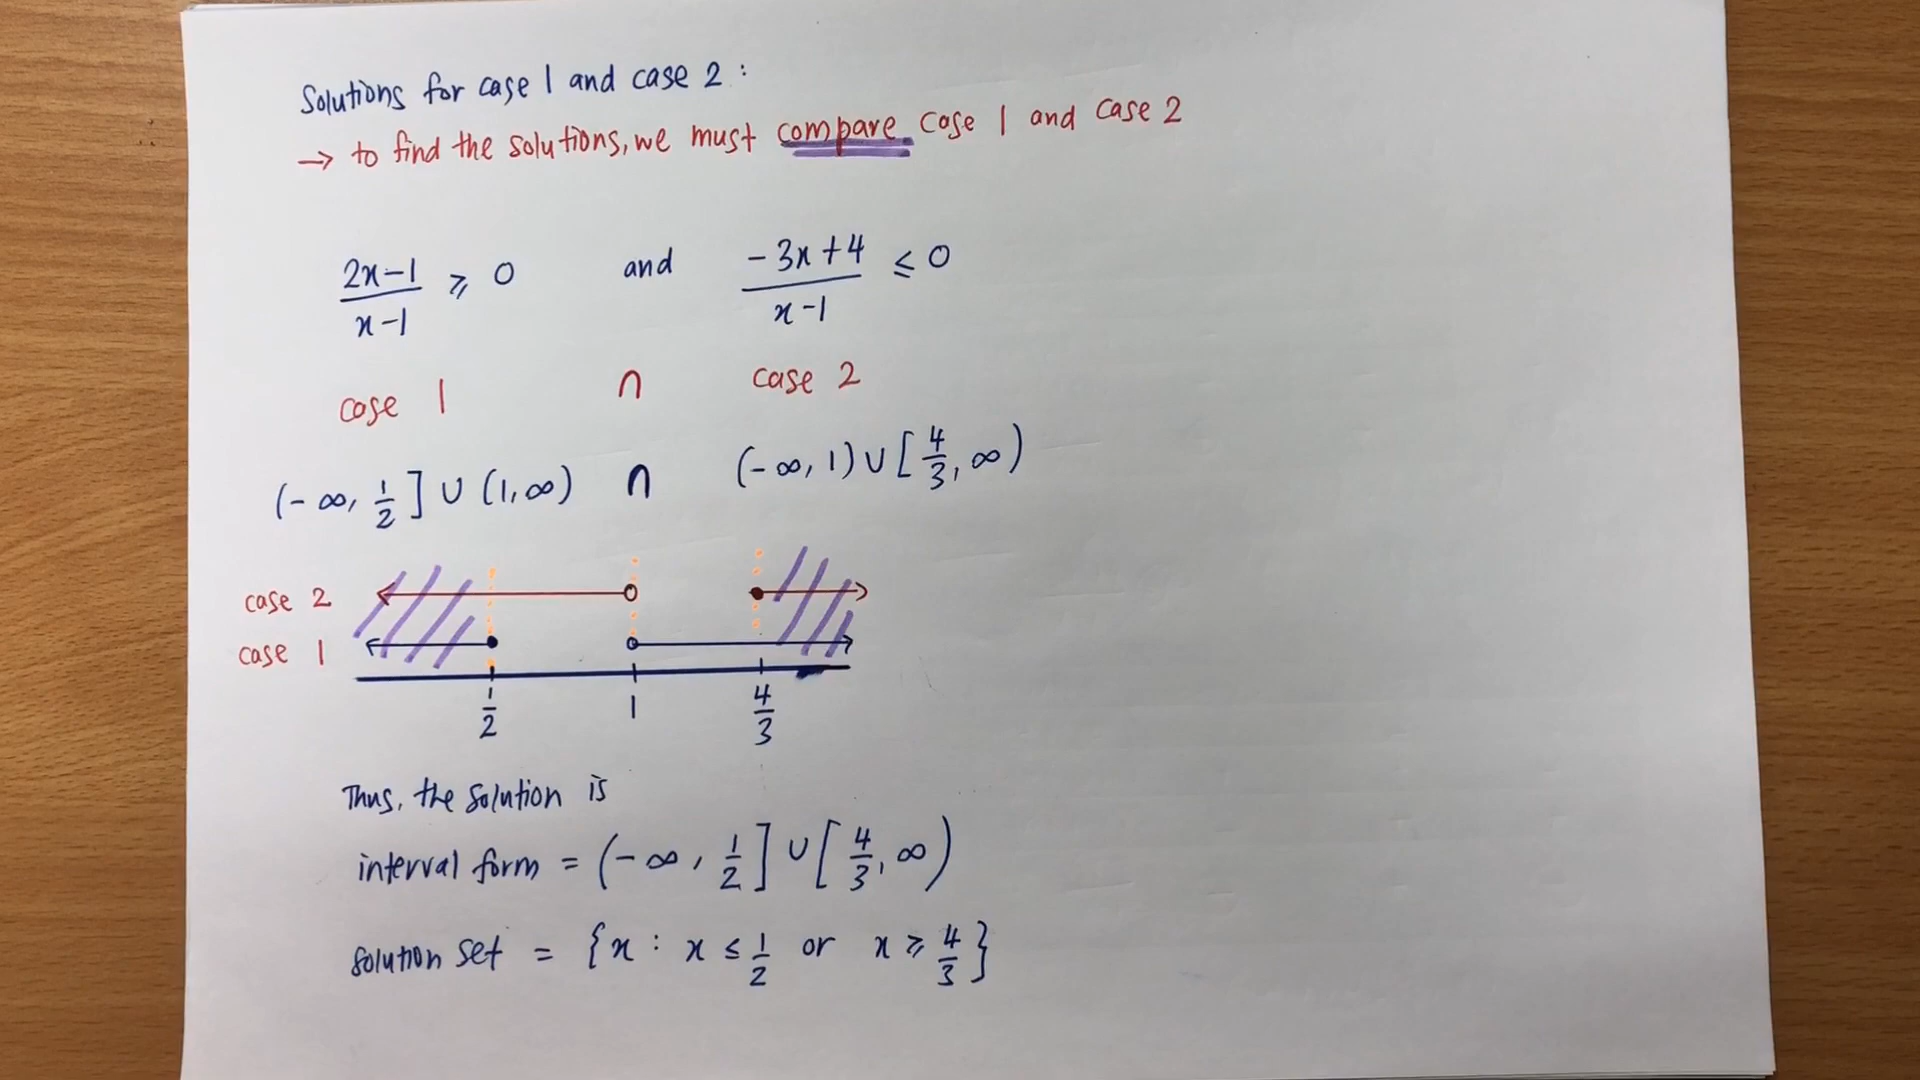 Solutions for case 1 and case 2 :
→ to find the solutions, we must compare case 1 and case 2
2x-1 / x-1 ⩾ 0 and -3x+4 / x-1 ≤ 0
case 1 ∩ case 2
(-∞, 1/2] ∪ (1,∞) ∩ (-∞, 1) ∪ [4/3, ∞)
case 2
case 1
1/2 1 4/3
Thus, the solution is
interval form = (-∞, 1/2] ∪ [4/3, ∞)
solution set = {x : x ≤ 1/2 or x ⩾ 4/3}